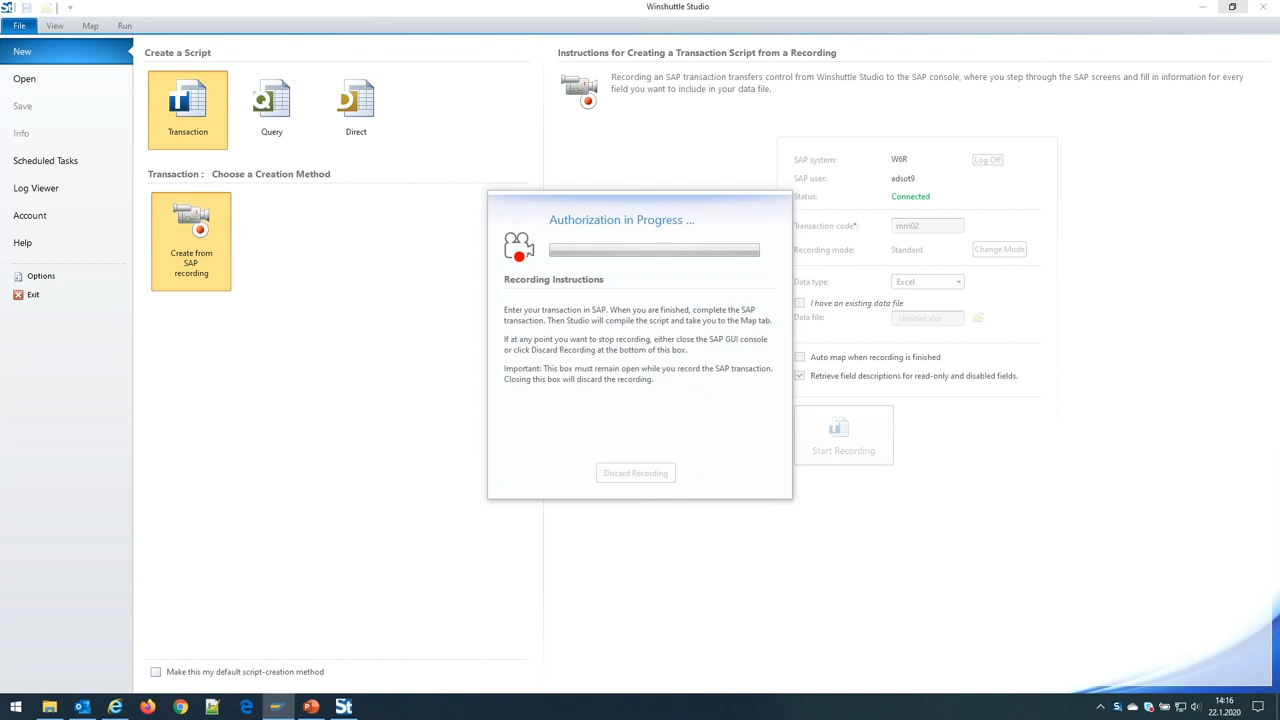 Winshuttle Studio
File
View
Map
Run
New
Open
Save
Info
Scheduled Tasks
Log Viewer
Account
Help
Options
Exit
Create a Script
Transaction
Query
Direct
Transaction : Choose a Creation Method
Create from
SAP
recording
Make this my default script-creation method
Instructions for Creating a Transaction Script from a Recording
Recording an SAP transaction transfers control from Winshuttle Studio to the SAP console, where you step through the SAP screens and fill in information for every
field you want to include in your data file.
SAP system: W6R Log Off
SAP user: adsot9
Status: Connected
Transaction code*: mm02
Recording mode: Standard Change Mode
Data type: Excel
I have an existing data file
Data file: Untitled.xlsx
Auto map when recording is finished
Retrieve field descriptions for read-only and disabled fields.
Start Recording
Authorization in Progress ...
Recording Instructions
Enter your transaction in SAP. When you are finished, complete the SAP
transaction. Then Studio will compile the script and take you to the Map tab.
If at any point you want to stop recording, either close the SAP GUI console
or click Discard Recording at the bottom of this box.
Important: This box must remain open while you record the SAP transaction.
Closing this box will discard the recording.
Discard Recording
St
14:16
22.1.2020